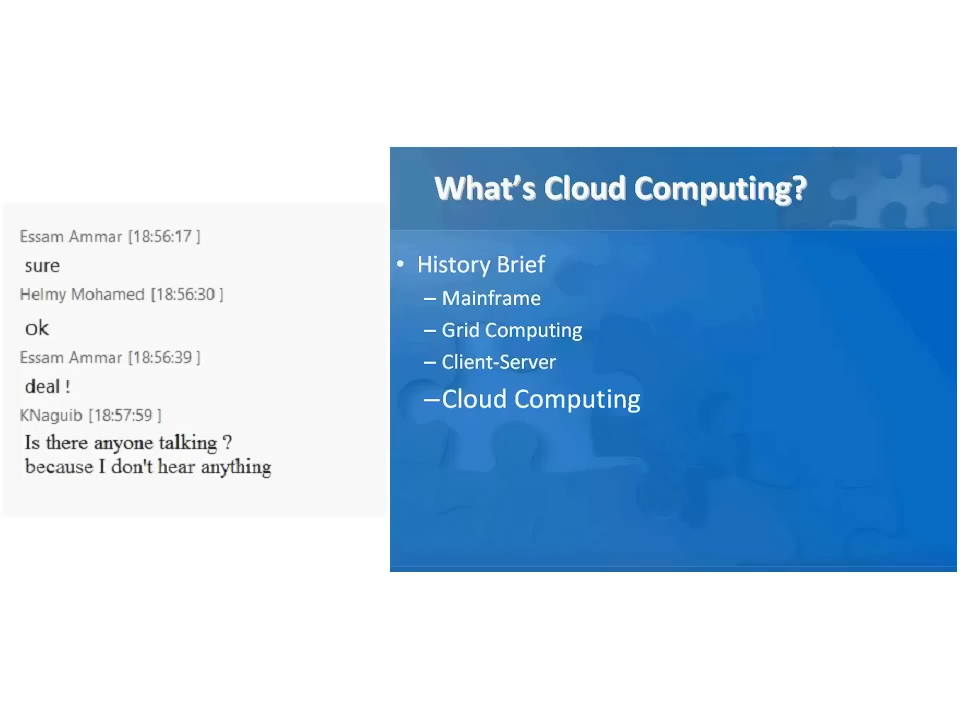 Essam Ammar [18:56:17 ]
sure
Helmy Mohamed [18:56:30 ]
ok
Essam Ammar [18:56:39 ]
deal !
KNaguib [18:57:59 ]
Is there anyone talking ?
because I don't hear anything
What's Cloud Computing?
• History Brief
– Mainframe
– Grid Computing
– Client-Server
–Cloud Computing